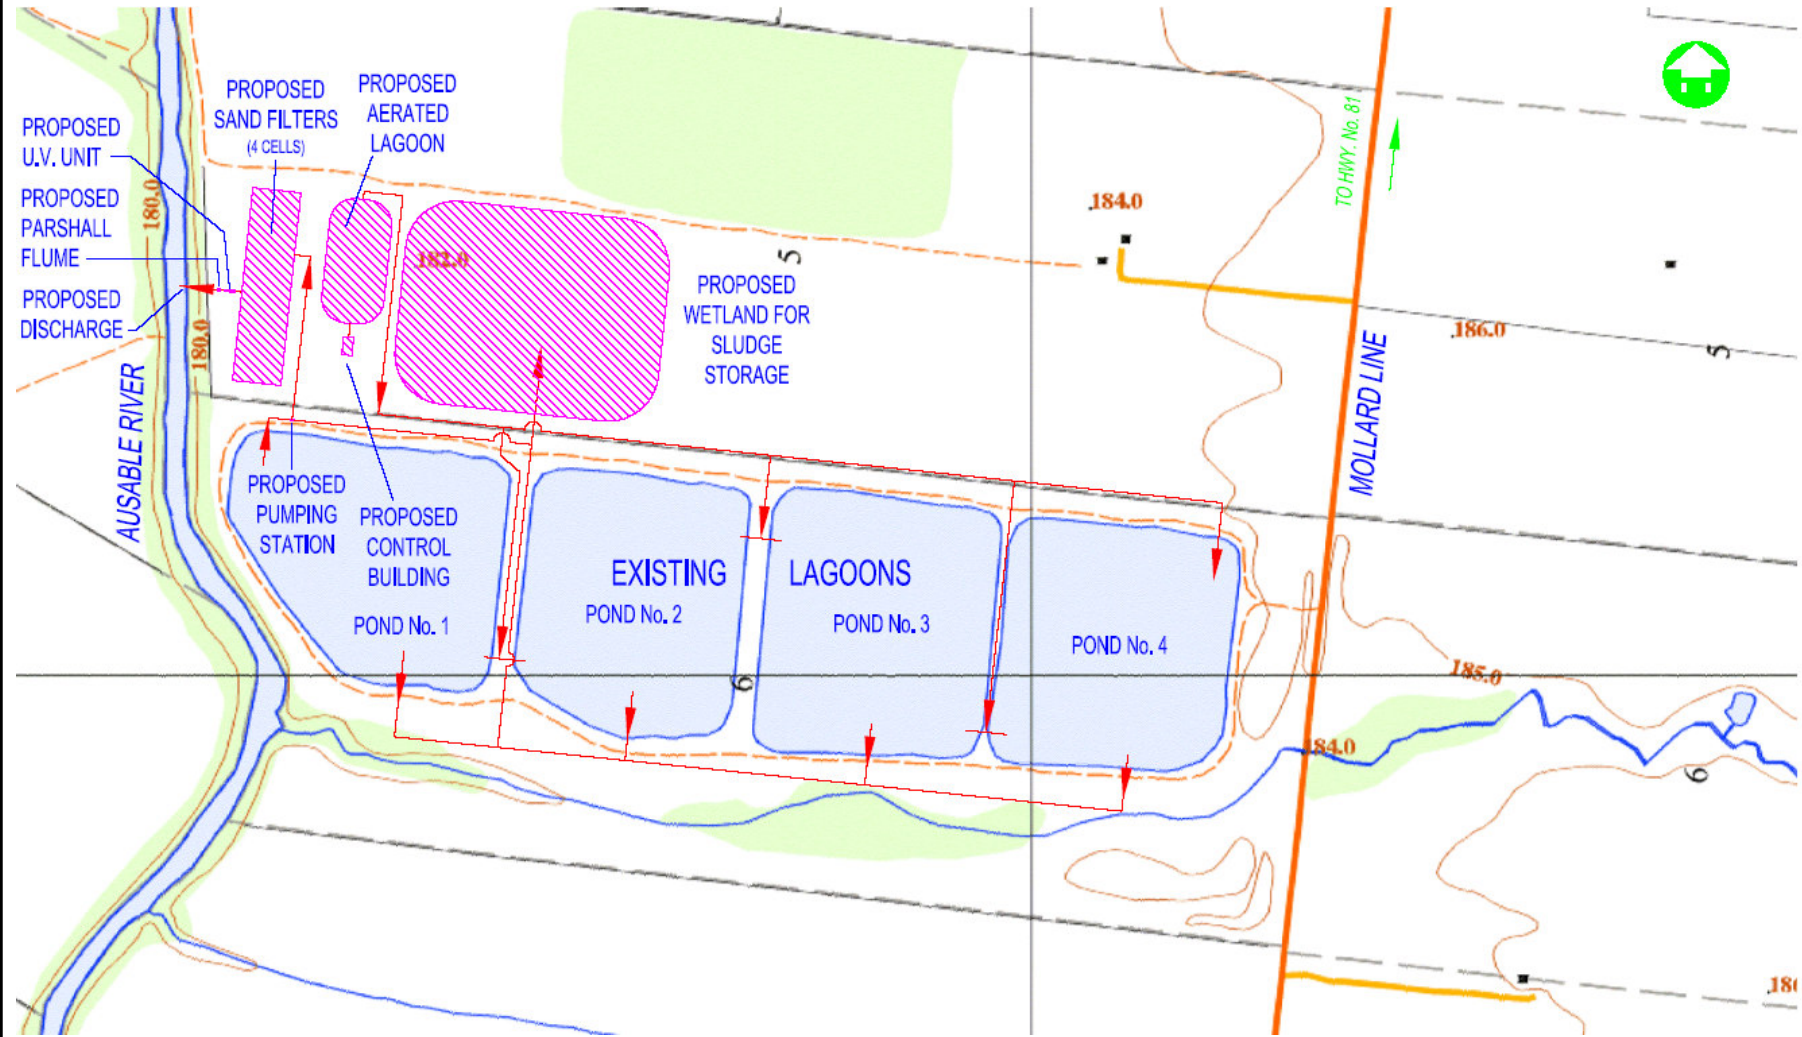 PROPOSED
SAND FILTERS
(4 CELLS)
PROPOSED
AERATED
LAGOON
PROPOSED
U.V. UNIT
PROPOSED
PARSHALL
FLUME
PROPOSED
DISCHARGE
180.0
180.0
182.0
AUSABLE RIVER
PROPOSED
WETLAND FOR
SLUDGE
STORAGE
5
.184.0
TO HWY. No. 81
.186.0
5
MOLLARD LINE
PROPOSED
PUMPING
STATION
PROPOSED
CONTROL
BUILDING
EXISTING LAGOONS
POND No. 1
POND No. 2
POND No. 3
POND No. 4
6
185.0
184.0
6